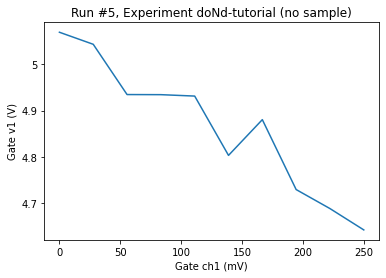 Run #5, Experiment doNd-tutorial (no sample)
Gate v1 (V)
5
4.9
4.8
4.7
0 50 100 150 200 250
Gate ch1 (mV)